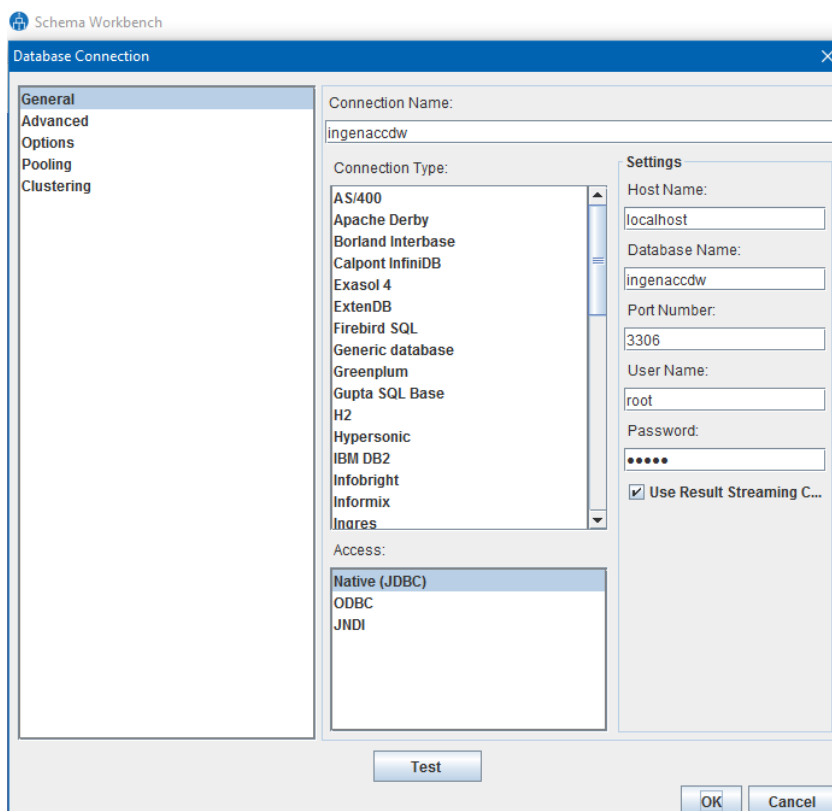 Schema Workbench
Database Connection
General
Advanced
Options
Pooling
Clustering
Connection Name:
ingenaccdw
Connection Type:
AS/400
Apache Derby
Borland Interbase
Calpont InfiniDB
Exasol 4
ExtenDB
Firebird SQL
Generic database
Greenplum
Gupta SQL Base
H2
Hypersonic
IBM DB2
Infobright
Informix
Ingres
Access:
Native (JDBC)
ODBC
JNDI
Settings
Host Name:
localhost
Database Name:
ingenaccdw
Port Number:
3306
User Name:
root
Password:
•••••
Use Result Streaming C...
Test
OK
Cancel